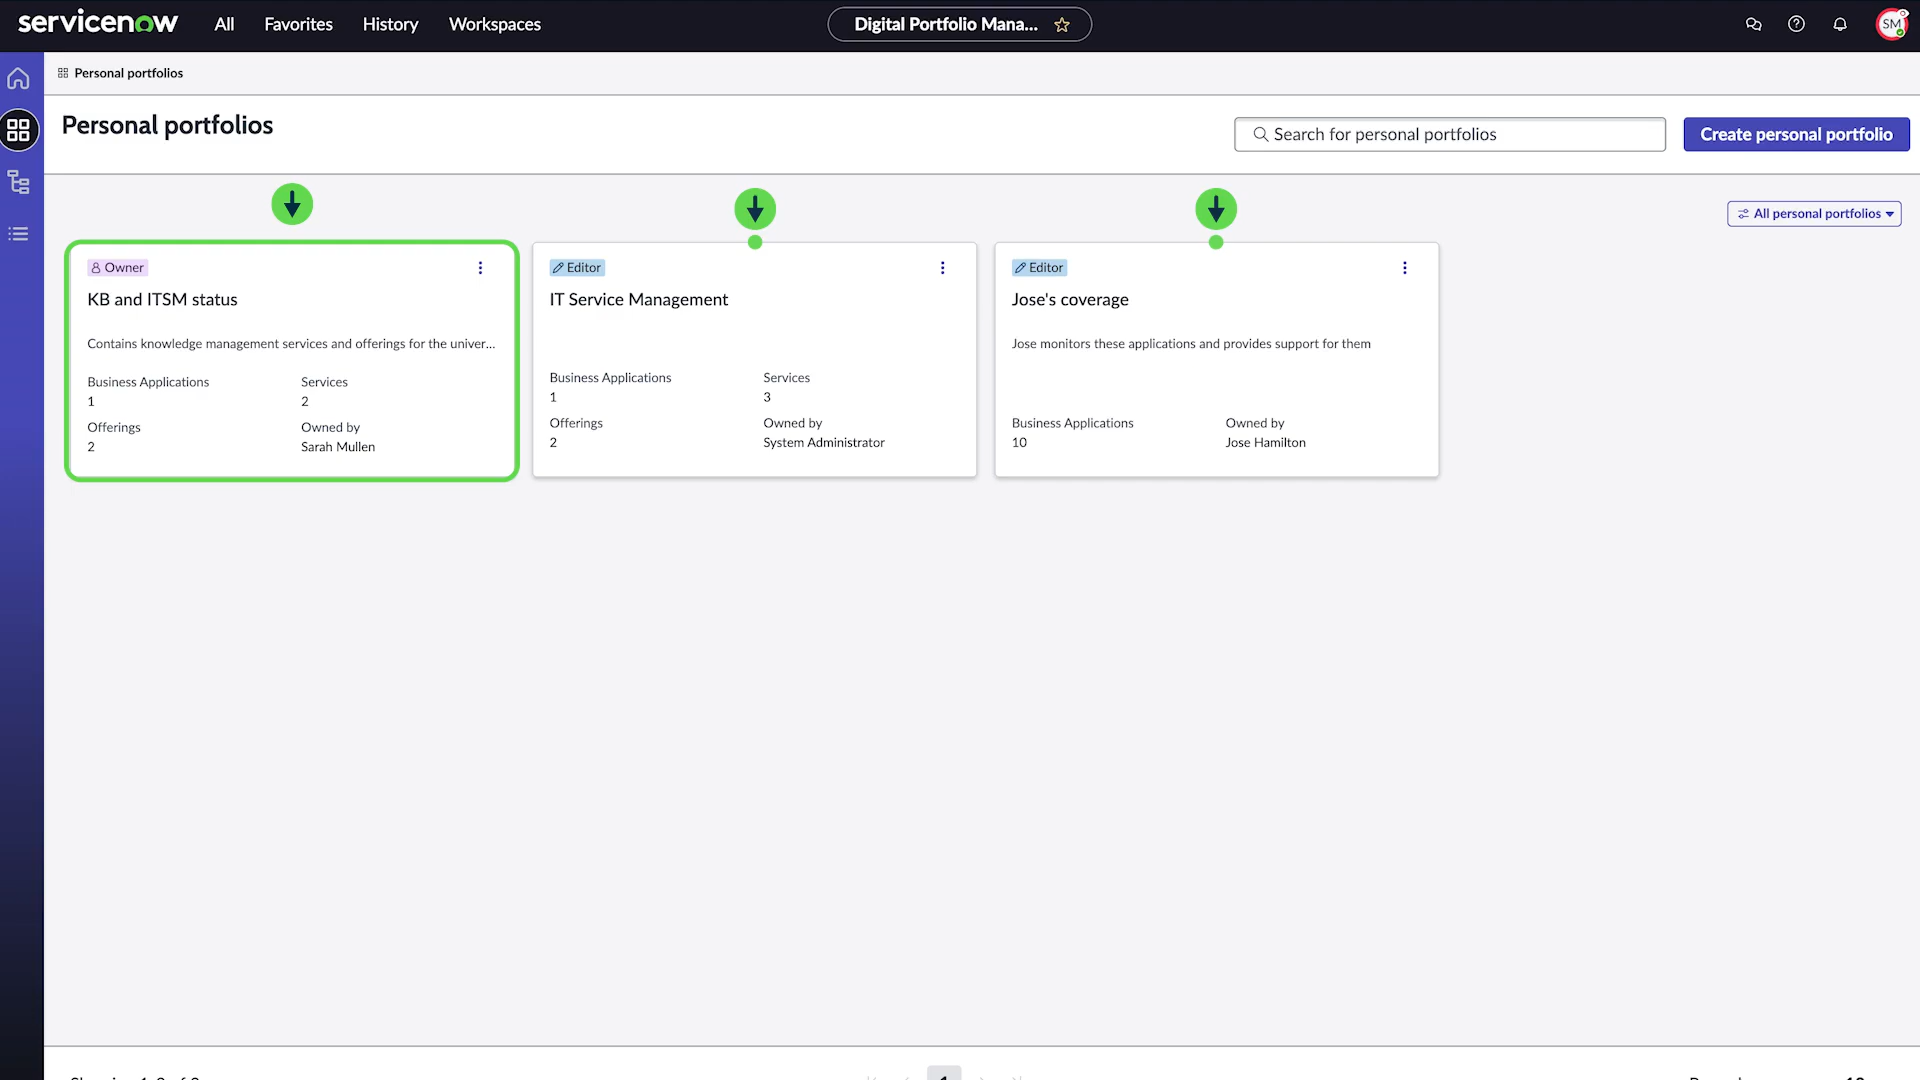 servicenow
All
Favorites
History
Workspaces
Digital Portfolio Mana...
SM
Personal portfolios
Personal portfolios
Search for personal portfolios
Create personal portfolio
All personal portfolios
Owner
KB and ITSM status
Contains knowledge management services and offerings for the univer...
Business Applications
1
Services
2
Offerings
2
Owned by
Sarah Mullen
Editor
IT Service Management
Business Applications
1
Services
3
Offerings
2
Owned by
System Administrator
Editor
Jose's coverage
Jose monitors these applications and provides support for them
Business Applications
10
Owned by
Jose Hamilton